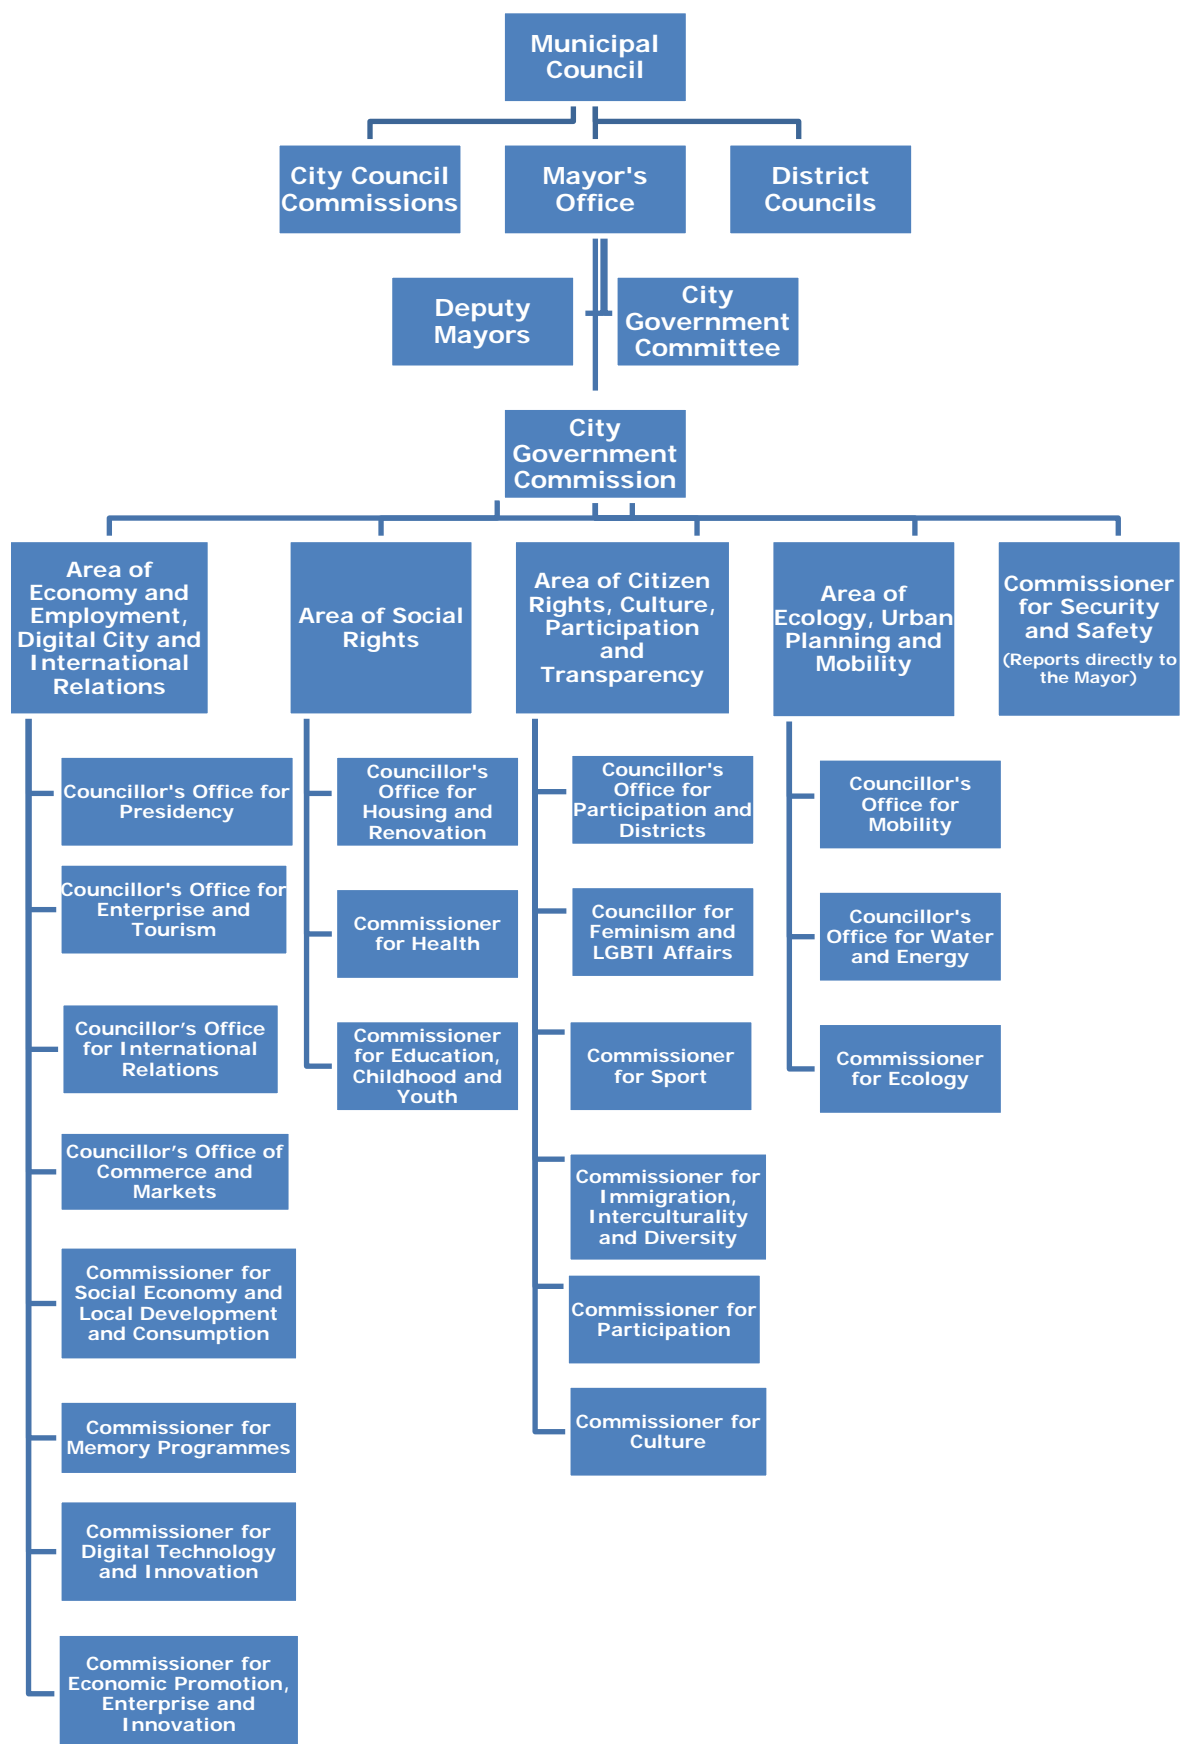 Municipal
Council
City Council
Commissions
Mayor's
Office
District
Councils
Deputy
Mayors
City
Government
Committee
City
Government
Commission
Area of
Economy and
Employment,
Digital City and
International
Relations
Area of Social
Rights
Area of Citizen
Rights, Culture,
Participation
and
Transparency
Area of
Ecology, Urban
Planning and
Mobility
Commissioner
for Security
and Safety
(Reports directly to
the Mayor)
Councillor's Office for
Presidency
Councillor's Office for
Enterprise and
Tourism
Councillor’s Office
for International
Relations
Councillor’s Office of
Commerce and
Markets
Commissioner for
Social Economy and
Local Development
and Consumption
Commissioner for
Memory Programmes
Commissioner for
Digital Technology
and Innovation
Commissioner for
Economic Promotion,
Enterprise and
Innovation
Councillor's
Office for
Housing and
Renovation
Commissioner
for Health
Commissioner
for Education,
Childhood and
Youth
Councillor's
Office for
Participation and
Districts
Councillor for
Feminism and
LGBTI Affairs
Commissioner
for Sport
Commissioner for
Immigration,
Interculturality
and Diversity
Commissioner for
Participation
Commissioner for
Culture
Councillor's
Office for
Mobility
Councillor's
Office for Water
and Energy
Commissioner
for Ecology